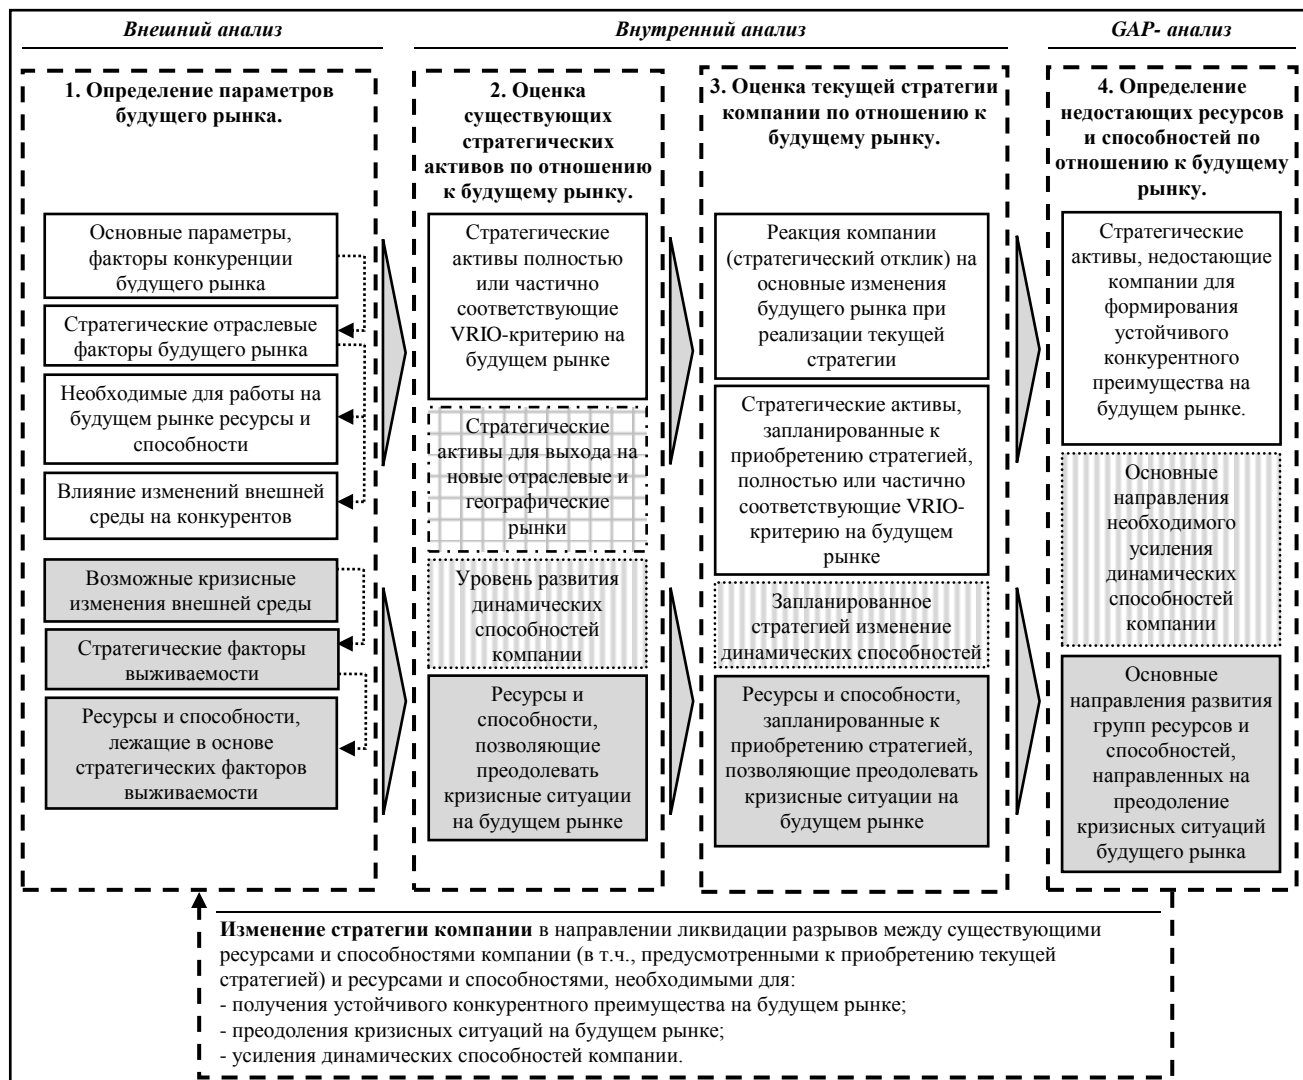 Внешний анализ
Внутренний анализ
GAP- анализ
1. Определение параметров
будущего рынка.
Основные параметры,
факторы конкуренции
будущего рынка
Стратегические отраслевые
факторы будущего рынка
Необходимые для работы на
будущем рынке ресурсы и
способности
Влияние изменений внешней
среды на конкурентов
Возможные кризисные
изменения внешней среды
Стратегические факторы
выживаемости
Ресурсы и способности,
лежащие в основе
стратегических факторов
выживаемости
2. Оценка
существующих
стратегических
активов по отношению
к будущему рынку.
Стратегические
активы полностью
или частично
соответствующие
VRIO-критерию на
будущем рынке
Стратегические
активы для выхода на
новые отраслевые и
географические
рынки
Уровень развития
динамических
способностей
компании
Ресурсы и
способности,
позволяющие
преодолевать
кризисные ситуации
на будущем рынке
3. Оценка текущей стратегии
компании по отношению к
будущему рынку.
Реакция компании
(стратегический отклик) на
основные изменения
будущего рынка при
реализации текущей
стратегии
Стратегические активы,
запланированные к
приобретению стратегией,
полностью или частично
соответствующие VRIO-
критерию на будущем
рынке
Запланированное
стратегией изменение
динамических способностей
Ресурсы и способности,
запланированные к
приобретению стратегией,
позволяющие преодолевать
кризисные ситуации на
будущем рынке
4. Определение
недостающих ресурсов
и способностей по
отношению к будущему
рынку.
Стратегические
активы, недостающие
компании для
формирования
устойчивого
конкурентного
преимущества на
будущем рынке.
Основные
направления
необходимого
усиления
динамических
способностей
компании
Основные
направления развития
групп ресурсов и
способностей,
направленных на
преодоление
кризисных ситуаций
будущего рынка
Изменение стратегии компании в направлении ликвидации разрывов между существующими
ресурсами и способностями компании (в т.ч., предусмотренными к приобретению текущей
стратегией) и ресурсами и способностями, необходимыми для:
- получения устойчивого конкурентного преимущества на будущем рынке;
- преодоления кризисных ситуаций на будущем рынке;
- усиления динамических способностей компании.